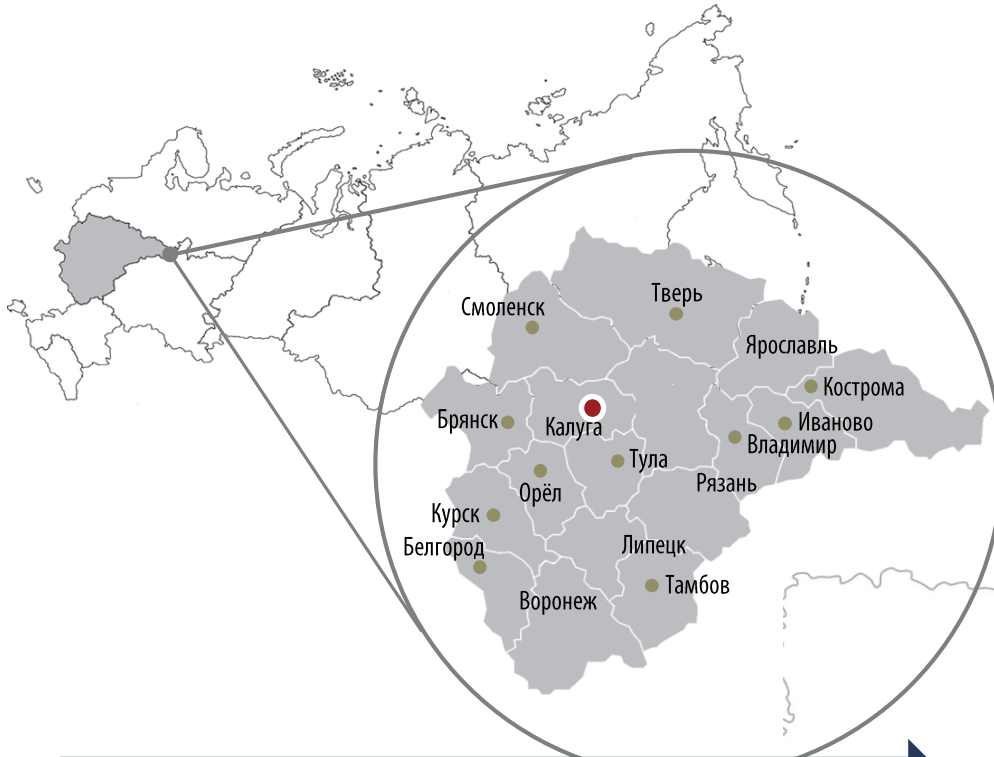 Тверь
Смоленск
Ярославль
Кострома
Брянск
Калуга
Иваново
Владимир
Тула
Рязань
Орёл
Курск
Белгород
Липецк
Тамбов
Воронеж